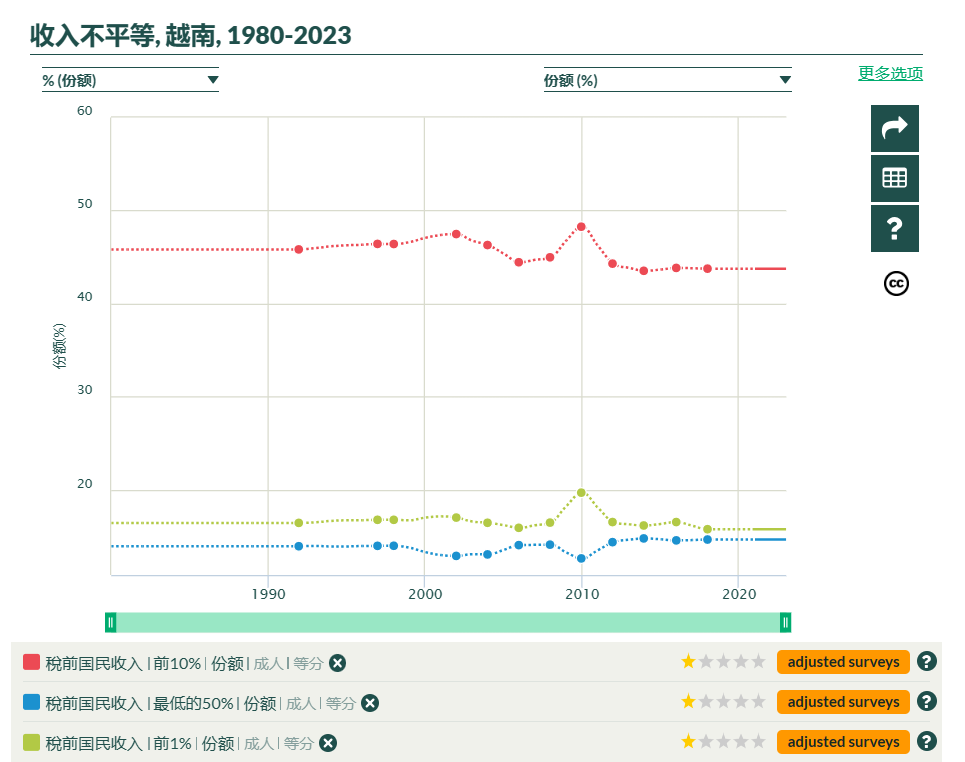 收入不平等, 越南, 1980-2023
% (份额)
份额 (%)
更多选项
60
50
40
30
20
份额(%)
?
cc
1990
2000
2010
2020
稅前国民收入 | 前10% | 份额 | 成人 | 等分
adjusted surveys ?
稅前国民收入 | 最低的50% | 份额 | 成人 | 等分
adjusted surveys ?
稅前国民收入 | 前1% | 份额 | 成人 | 等分
adjusted surveys ?